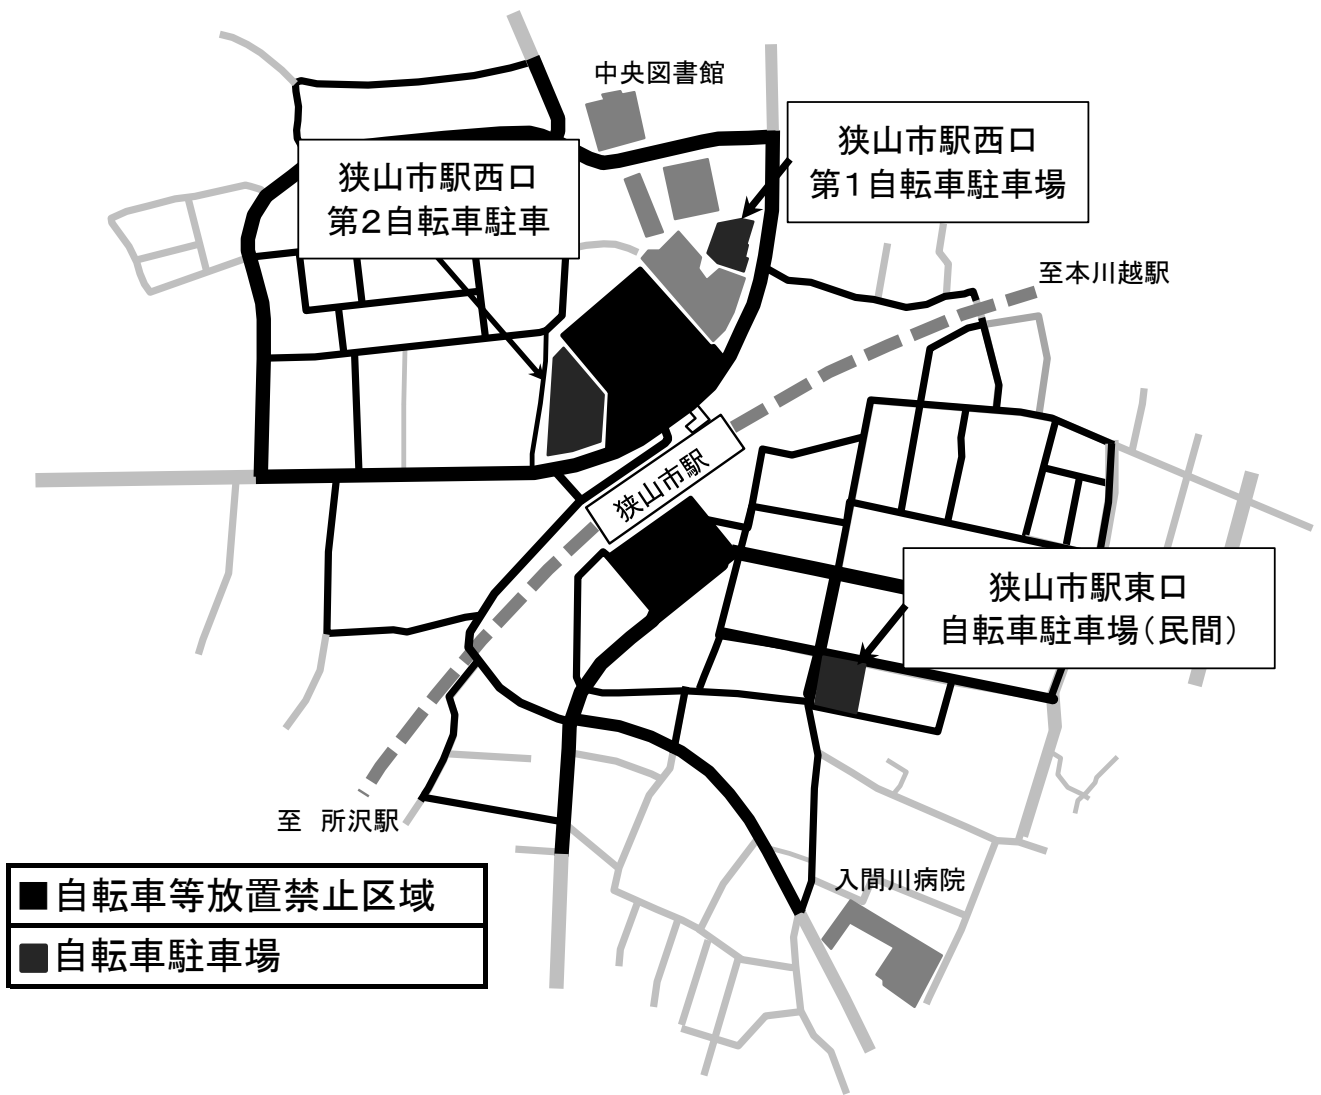 中央図書館
狭山市駅西口
第1自転車駐車場
狭山市駅西口
第2自転車駐車
至本川越駅
狭山市駅
狭山市駅東口
自転車駐車場(民間)
至 所沢駅
入間川病院
■自転車等放置禁止区域
■自転車駐車場